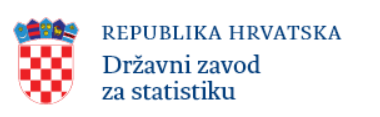 REPUBLIKA HRVATSKA
Državni zavod
za statistiku